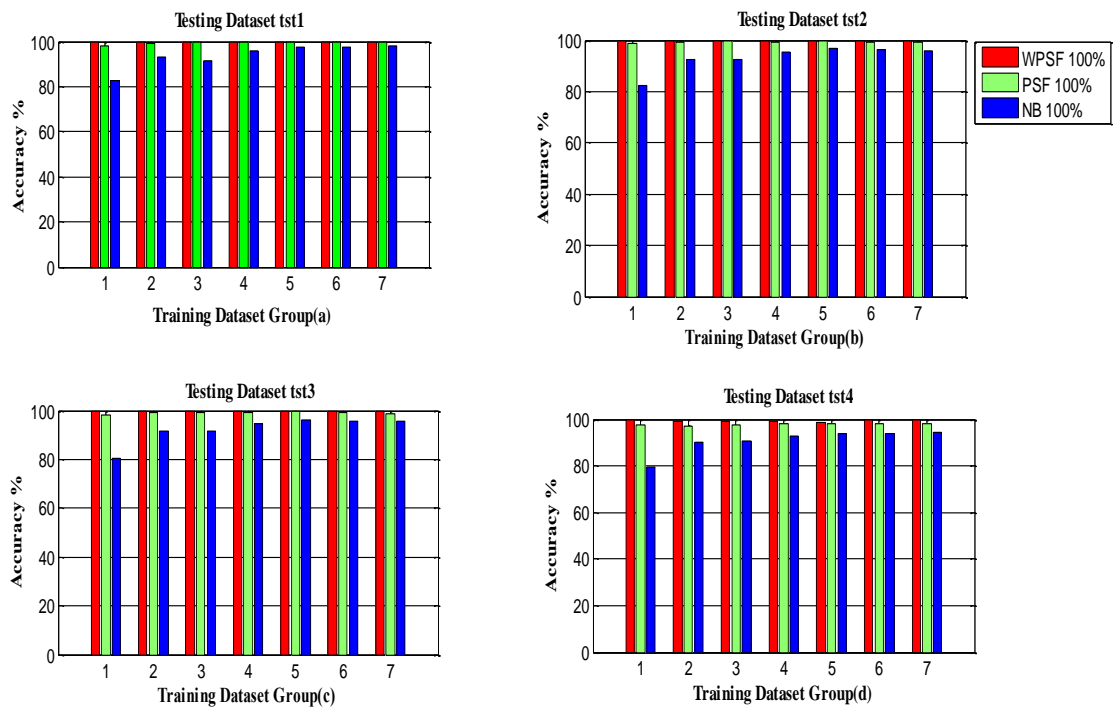 Testing Dataset tst1
Accuracy %
100
80
60
40
20
0
1 2 3 4 5 6 7
Training Dataset Group(a)
Testing Dataset tst2
Accuracy %
100
80
60
40
20
0
1 2 3 4 5 6 7
Training Dataset Group(b)
WPSF 100%
PSF 100%
NB 100%
Testing Dataset tst3
Accuracy %
100
80
60
40
20
0
1 2 3 4 5 6 7
Training Dataset Group(c)
Testing Dataset tst4
Accuracy %
100
80
60
40
20
0
1 2 3 4 5 6 7
Training Dataset Group(d)